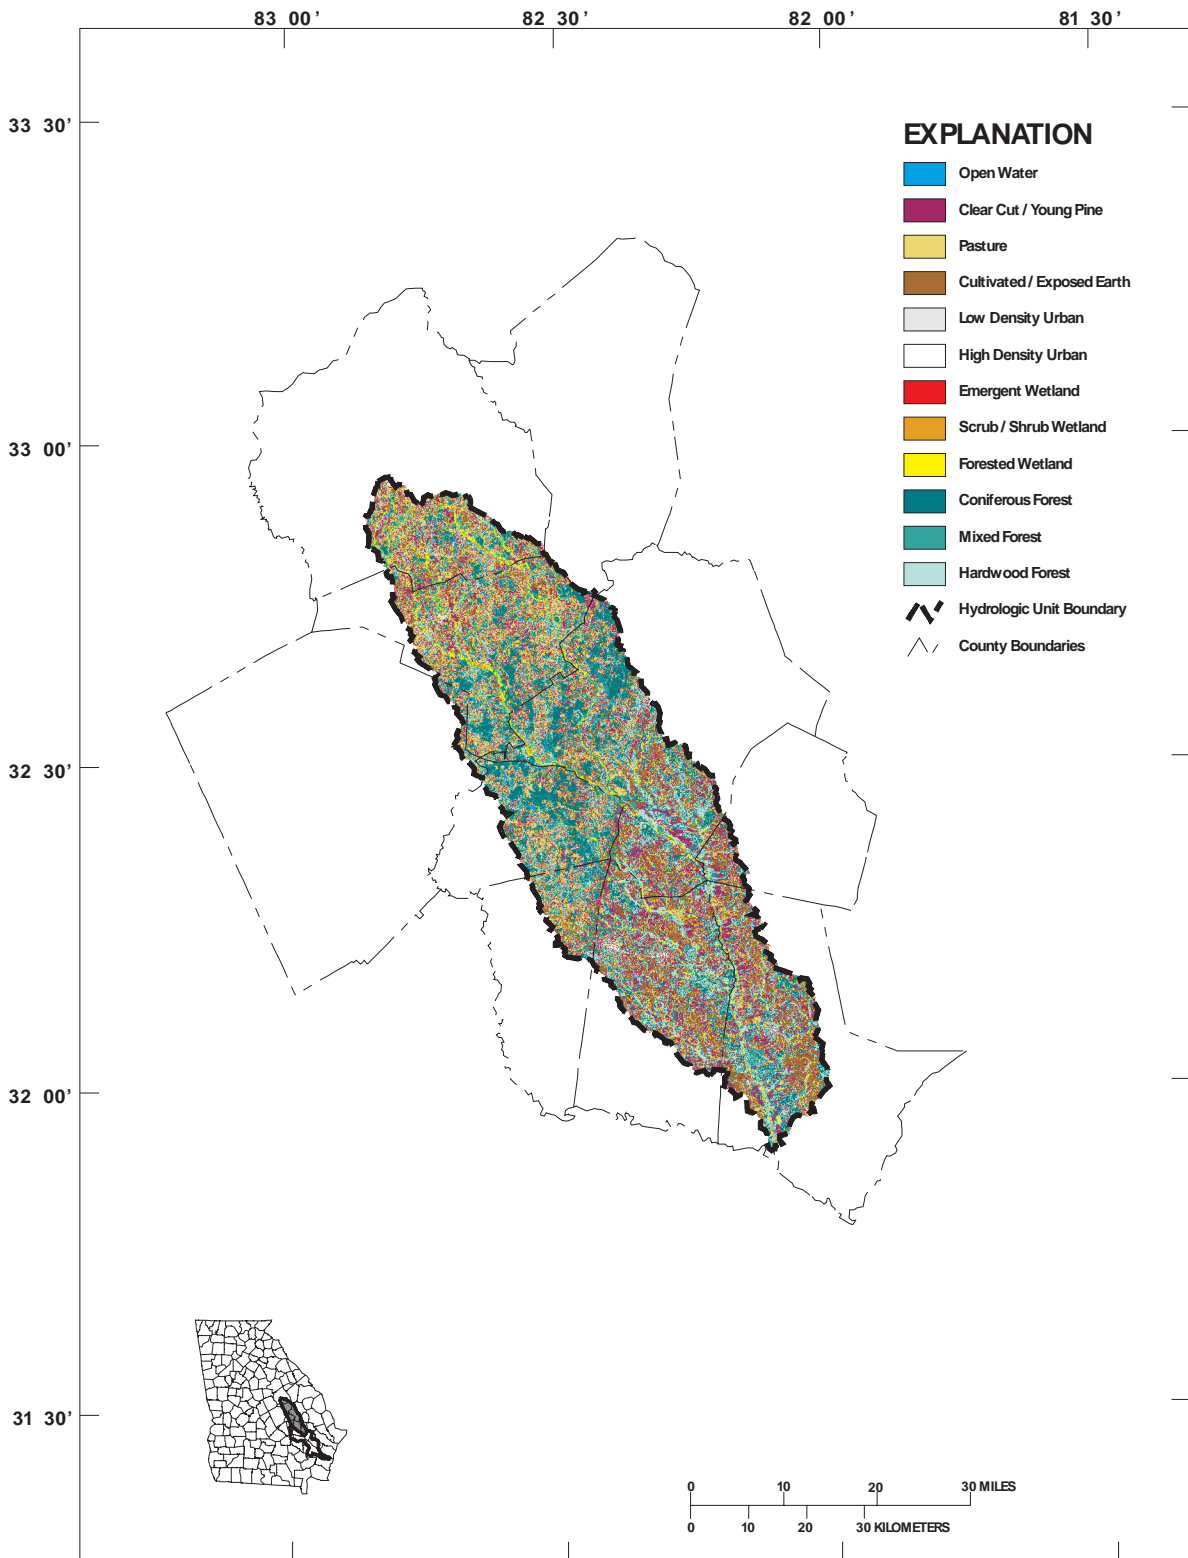 83 00' 82 30' 82 00' 81 30'
33 30'
EXPLANATION
Open Water
Clear Cut / Young Pine
Pasture
Cultivated / Exposed Earth
Low Density Urban
High Density Urban
Emergent Wetland
Scrub / Shrub Wetland
33 00'
Forested Wetland
Coniferous Forest
Mixed Forest
Hardwood Forest
Hydrologic Unit Boundary
County Boundaries
32 30'
32 00'
31 30'
0 10 20 30 MILES
0 10 20 30 KILOMETERS